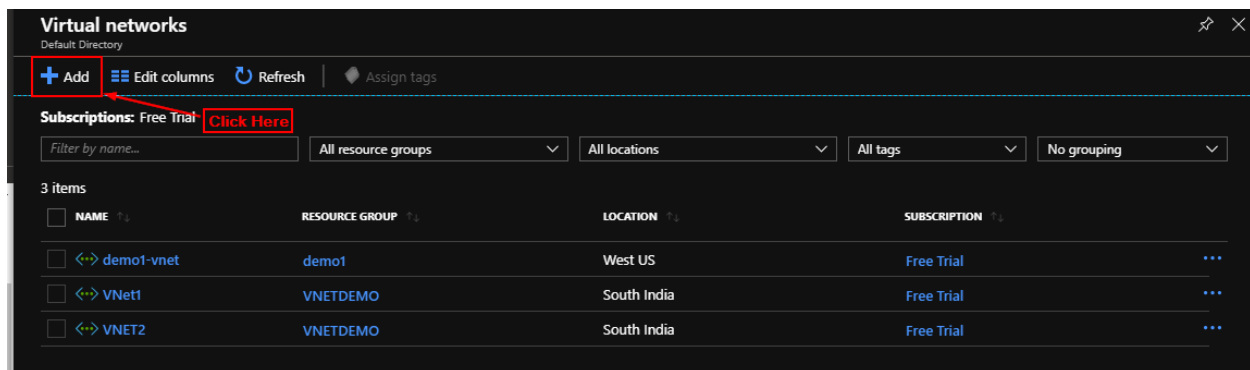 Virtual networks
Default Directory
Add Edit columns Refresh Assign tags
Subscriptions: Free Trial Click Here
Filter by name... All resource groups All locations All tags No grouping
3 items
NAME RESOURCE GROUP LOCATION SUBSCRIPTION
demo1-vnet demo1 West US Free Trial
VNet1 VNETDEMO South India Free Trial
VNET2 VNETDEMO South India Free Trial